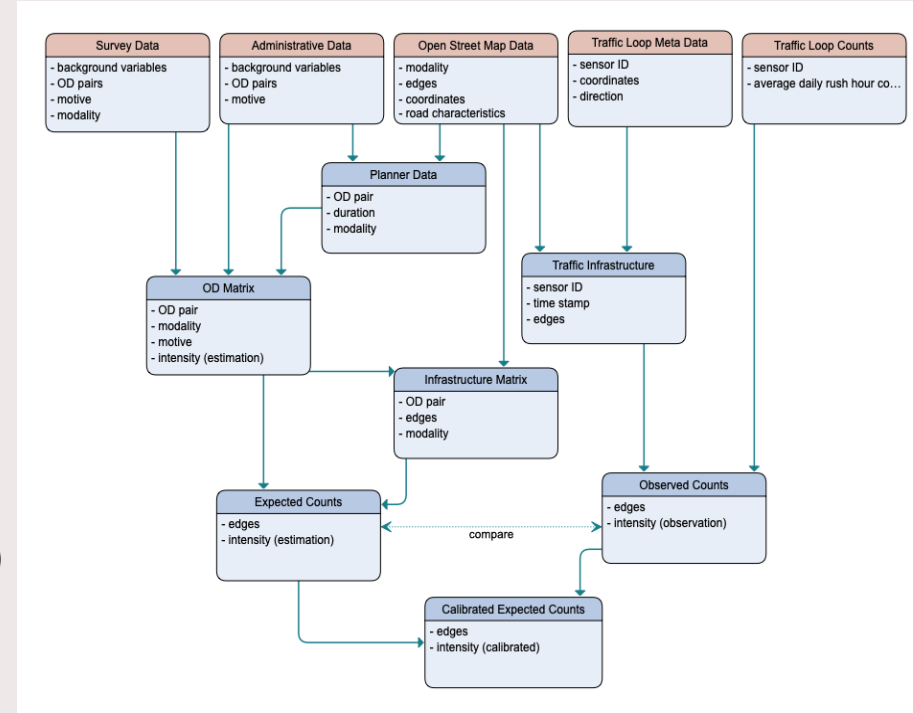 Survey Data
- background variables
- OD pairs
- motive
- modality
Administrative Data
- background variables
- OD pairs
- motive
Open Street Map Data
- modality
- edges
- coordinates
- road characteristics
Traffic Loop Meta Data
- sensor ID
- coordinates
- direction
Traffic Loop Counts
- sensor ID
- average daily rush hour co...
Planner Data
- OD pair
- duration
- modality
Traffic Infrastructure
- sensor ID
- time stamp
- edges
OD Matrix
- OD pair
- modality
- motive
- intensity (estimation)
Infrastructure Matrix
- OD pair
- edges
- modality
Expected Counts
- edges
- intensity (estimation)
compare
Observed Counts
- edges
- intensity (observation)
Calibrated Expected Counts
- edges
- intensity (calibrated)